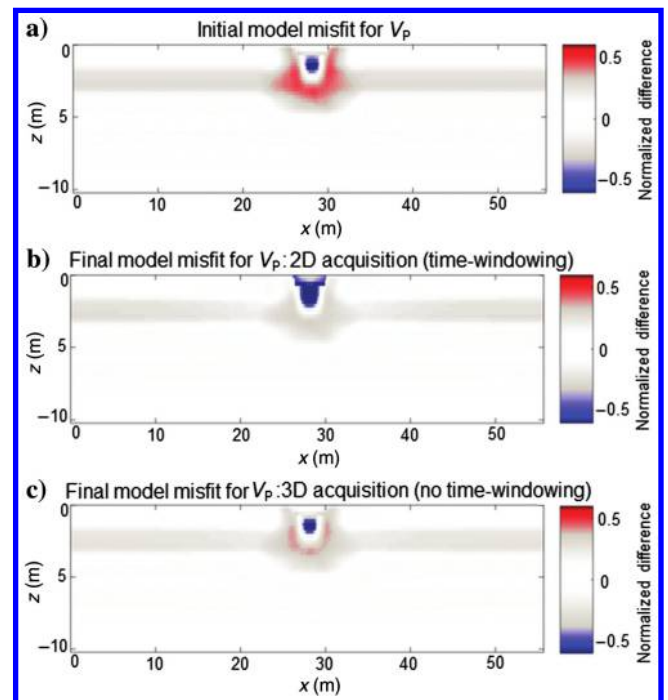 a) Initial model misfit for VP
0
5
−10
z (m)
0 10 20 30 40 50
x (m)
0.5
0
−0.5
Normalized difference
b) Final model misfit for VP: 2D acquisition (time-windowing)
0
5
−10
z (m)
0 10 20 30 40 50
x (m)
0.5
0
−0.5
Normalized difference
c) Final model misfit for VP:3D acquisition (no time-windowing)
0
5
−10
z (m)
0 10 20 30 40 50
x (m)
0.5
0
−0.5
Normalized difference